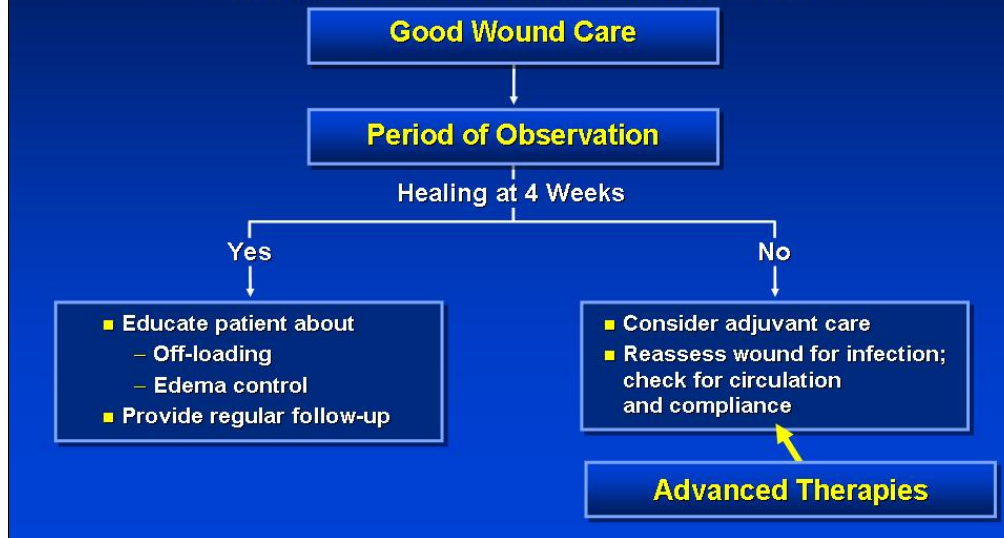 Good Wound Care
Period of Observation
Healing at 4 Weeks
Yes
No
■ Educate patient about
– Off-loading
– Edema control
■ Provide regular follow-up
■ Consider adjuvant care
■ Reassess wound for infection;
check for circulation
and compliance
Advanced Therapies